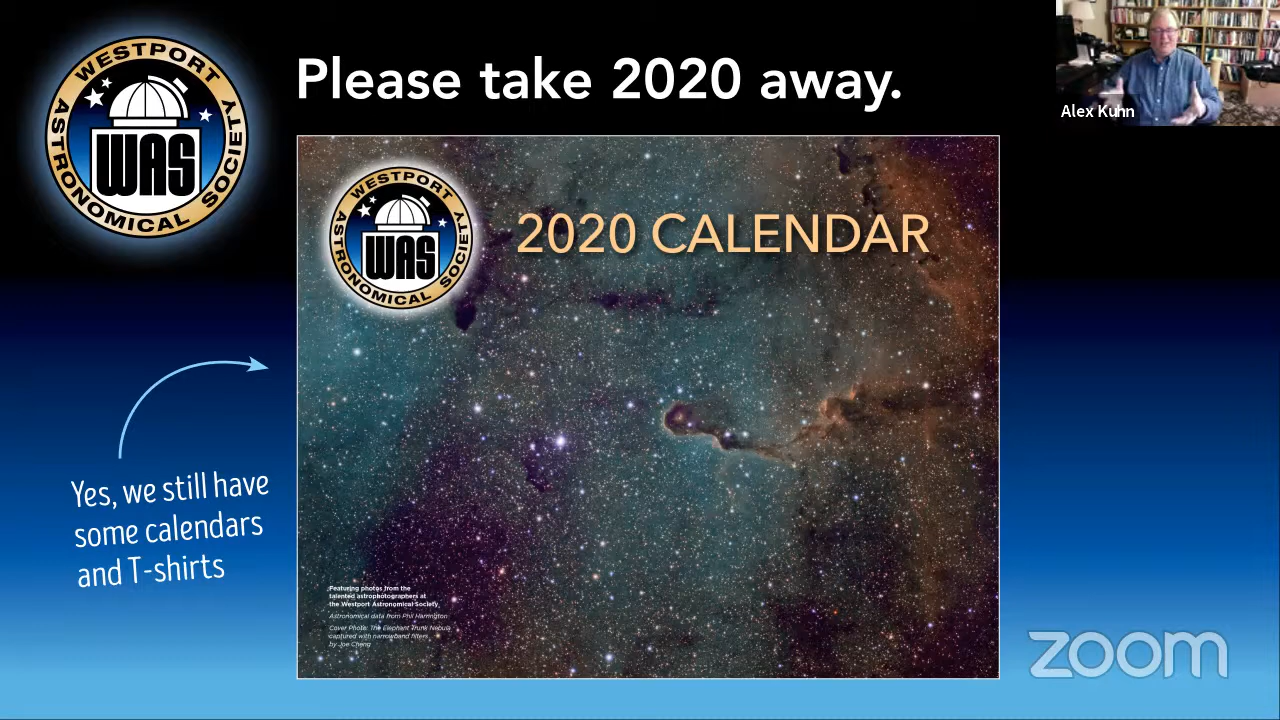 WESTPORT
ASTRONOMICAL SOCIETY
WAS
Please take 2020 away.
Alex Kuhn
WESTPORT
ASTRONOMICAL SOCIETY
WAS
2020 CALENDAR
Yes, we still have
some calendars
and T-shirts
Featuring photos from the
talented astrophotographers at
the Westport Astronomical Society
Astronomical data from Phil Harrington
Cover Photo: The Elephant Trunk Nebula
captured with narrowband filters
by Joe Cheng
zoom